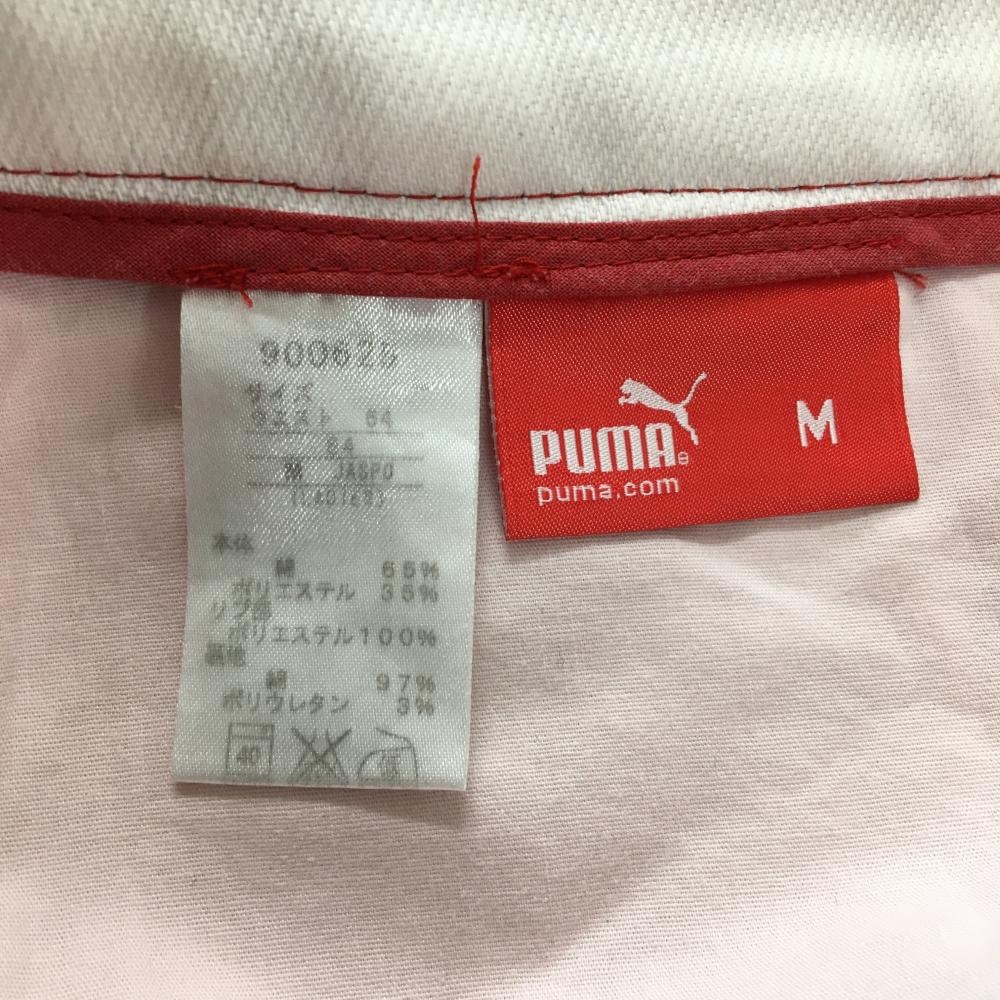 900625
サイズ
ウエスト 64
64
綿 JASPO
本体
綿 65%
ポリエステル 35%
リブ部
ポリエステル100%
裏地
綿 97%
ポリウレタン 3%
40
PUMA
puma.com
M